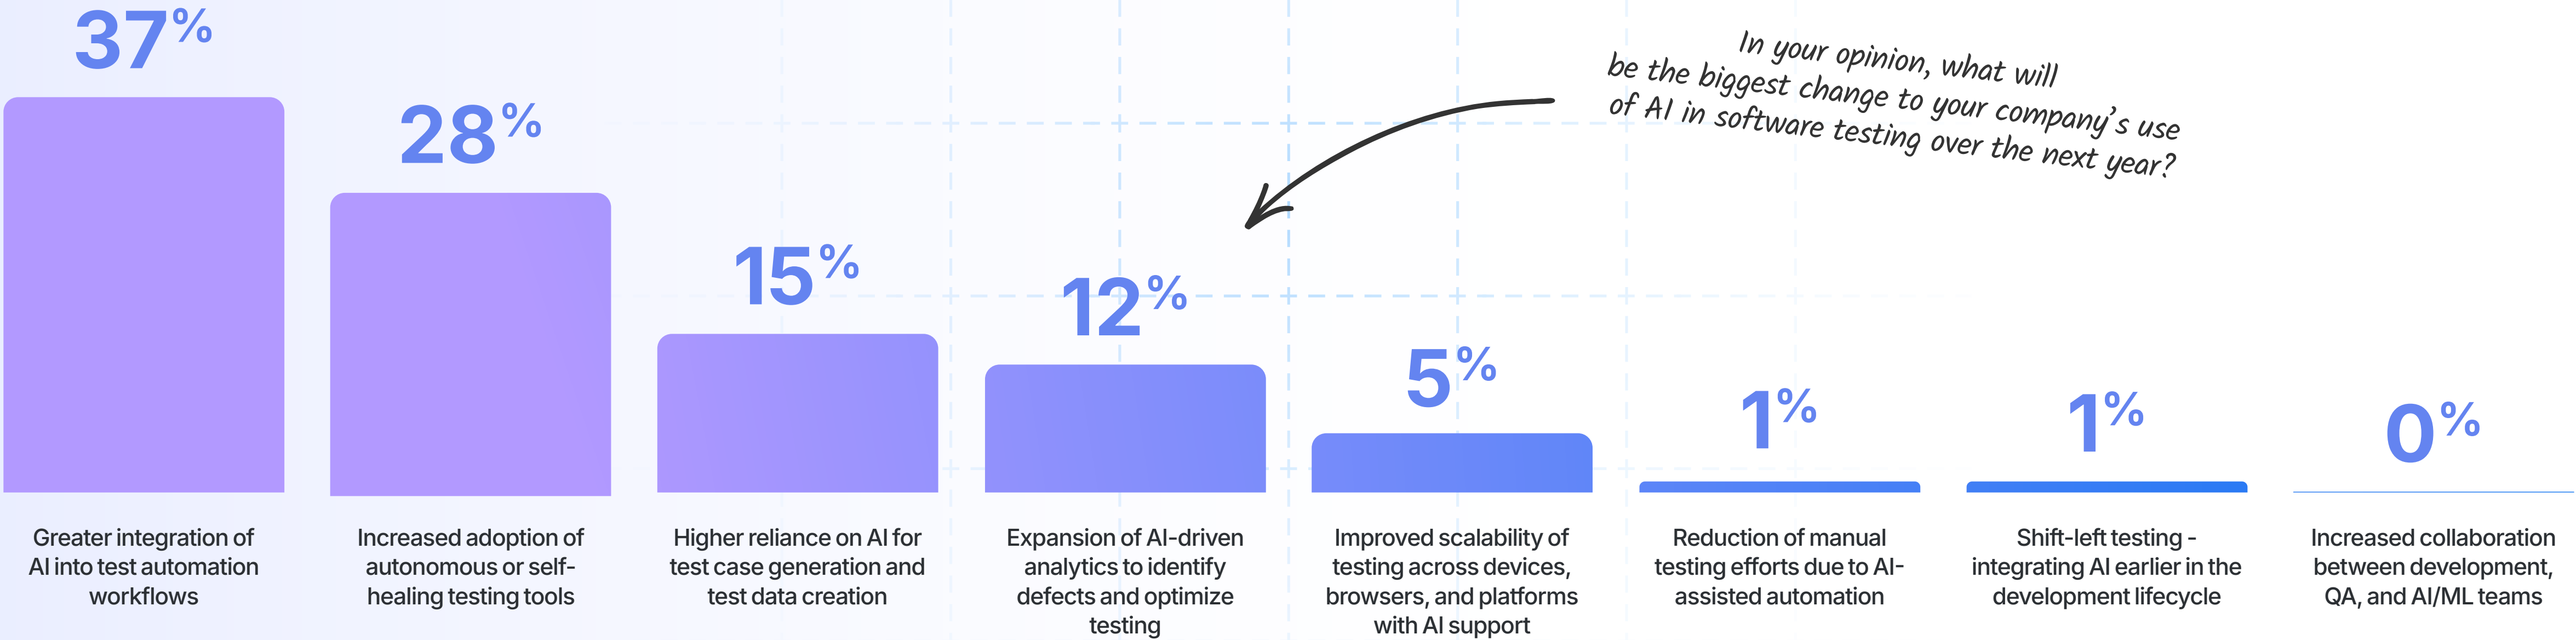 37%
28%
15%
12%
5%
1%
1%
0%
In your opinion, what will
be the biggest change to your company's use
of AI in software testing over the next year?
Greater integration of
AI into test automation
workflows
Increased adoption of
autonomous or self-
healing testing tools
Higher reliance on AI for
test case generation and
test data creation
Expansion of AI-driven
analytics to identify
defects and optimize
testing
Improved scalability of
testing across devices,
browsers, and platforms
with AI support
Reduction of manual
testing efforts due to AI-
assisted automation
Shift-left testing -
integrating AI earlier in the
development lifecycle
Increased collaboration
between development,
QA, and AI/ML teams